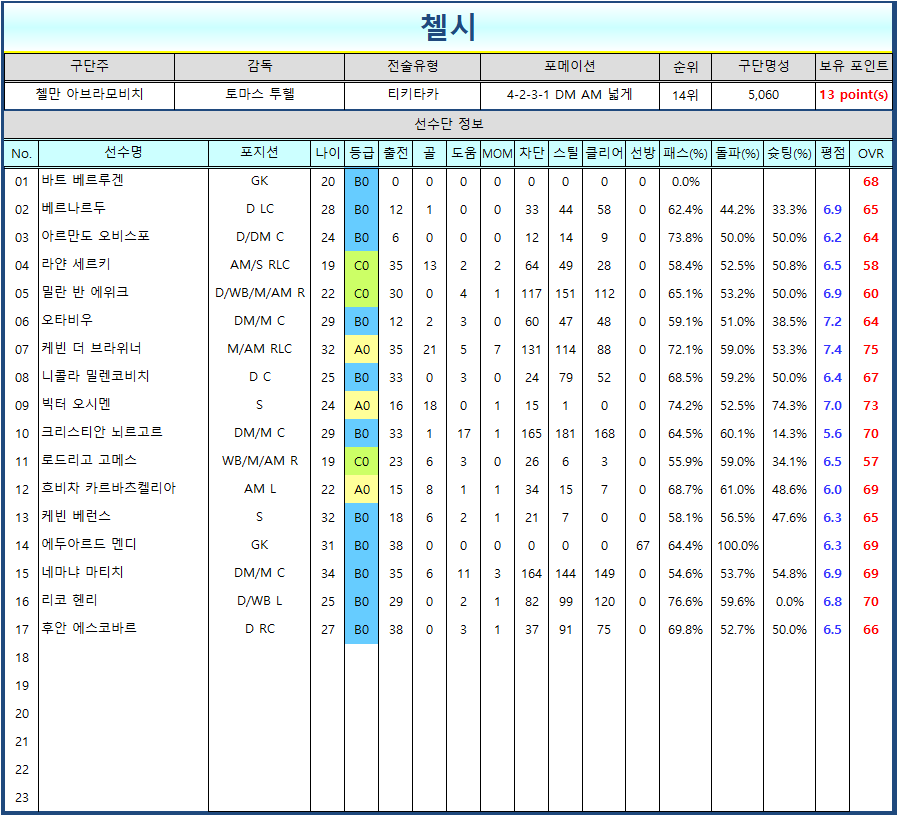 첼시
구단주 감독 전술유형 포메이션 순위 구단명성 보유 포인트
첼만 아브라모비치 토마스 투헬 티키타카 4-2-3-1 DM AM 넓게 14위 5,060 13 point(s)
선수단 정보
No. 선수명 포지션 나이 등급 출전 골 도움 MOM 차단 스틸 클리어 선방 패스(%) 돌파(%) 슛팅(%) 평점 OVR
01 바트 베르루겐 GK 20 B0 0 0 0 0 0 0 0 0 0.0% 68
02 베르나르두 D LC 28 B0 12 1 0 0 33 44 58 0 62.4% 44.2% 33.3% 6.9 65
03 아르만도 오비스포 D/DM C 24 B0 6 0 0 0 12 14 9 0 73.8% 50.0% 50.0% 6.2 64
04 라얀 세르키 AM/S RLC 19 C0 35 13 2 2 64 49 28 0 58.4% 52.5% 50.8% 6.5 58
05 밀란 반 에위크 D/WB/M/AM R 22 C0 30 0 4 1 117 151 112 0 65.1% 53.2% 50.0% 6.9 60
06 오타비우 DM/M C 29 B0 12 2 3 0 60 47 48 0 59.1% 51.0% 38.5% 7.2 64
07 케빈 더 브라위너 M/AM RLC 32 A0 35 21 5 7 131 114 88 0 72.1% 59.0% 53.3% 7.4 75
08 니콜라 밀렌코비치 D C 25 B0 33 0 3 0 24 79 52 0 68.5% 59.2% 50.0% 6.4 67
09 빅터 오시멘 S 24 A0 16 18 0 1 15 1 0 0 74.2% 52.5% 74.3% 7.0 73
10 크리스티안 뇌르고르 DM/M C 29 B0 33 1 17 1 165 181 168 0 64.5% 60.1% 14.3% 5.6 70
11 로드리고 고메스 WB/M/AM R 19 C0 23 6 3 0 26 6 3 0 55.9% 59.0% 34.1% 6.5 57
12 흐비차 카르바츠켈리아 AM L 22 A0 15 8 1 1 34 15 7 0 68.7% 61.0% 48.6% 6.0 69
13 케빈 베런스 S 32 B0 18 6 2 1 21 7 0 0 58.1% 56.5% 47.6% 6.3 65
14 에두아르드 멘디 GK 31 B0 38 0 0 0 0 0 0 67 64.4% 100.0% 6.3 69
15 네마냐 마티치 DM/M C 34 B0 35 6 11 3 164 144 149 0 54.6% 53.7% 54.8% 6.9 69
16 리코 헨리 D/WB L 25 B0 29 0 2 1 82 99 120 0 76.6% 59.6% 0.0% 6.8 70
17 후안 에스코바르 D RC 27 B0 38 0 3 1 37 91 75 0 69.8% 52.7% 50.0% 6.5 66
18
19
20
21
22
23